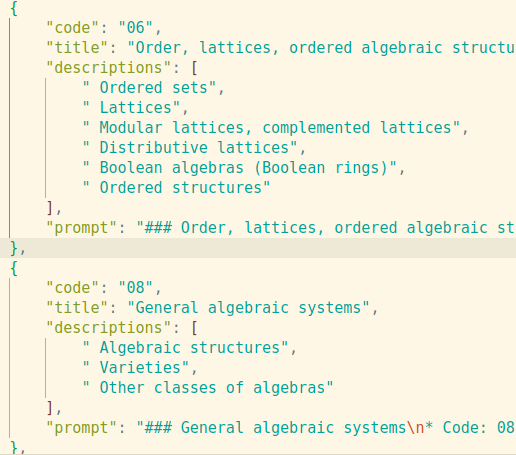 {
"code": "06",
"title": "Order, lattices, ordered algebraic structu
"descriptions": [
" Ordered sets",
" Lattices",
" Modular lattices, complemented lattices",
" Distributive lattices",
" Boolean algebras (Boolean rings)",
" Ordered structures"
],
"prompt": "### Order, lattices, ordered algebraic st
},
{
"code": "08",
"title": "General algebraic systems",
"descriptions": [
" Algebraic structures",
" Varieties",
" Other classes of algebras"
],
"prompt": "### General algebraic systems\n* Code: 08
},